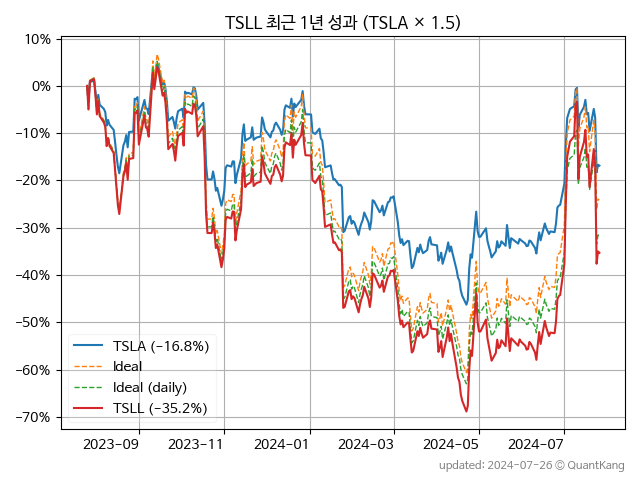 TSLL 최근 1년 성과 (TSLA × 1.5)
10%
0%
−10%
−20%
−30%
−40%
−50%
−60%
−70%
TSLA (−16.8%)
Ideal
Ideal (daily)
TSLL (−35.2%)
2023-09 2023-11 2024-01 2024-03 2024-05 2024-07
updated: 2024-07-26 © QuantKang